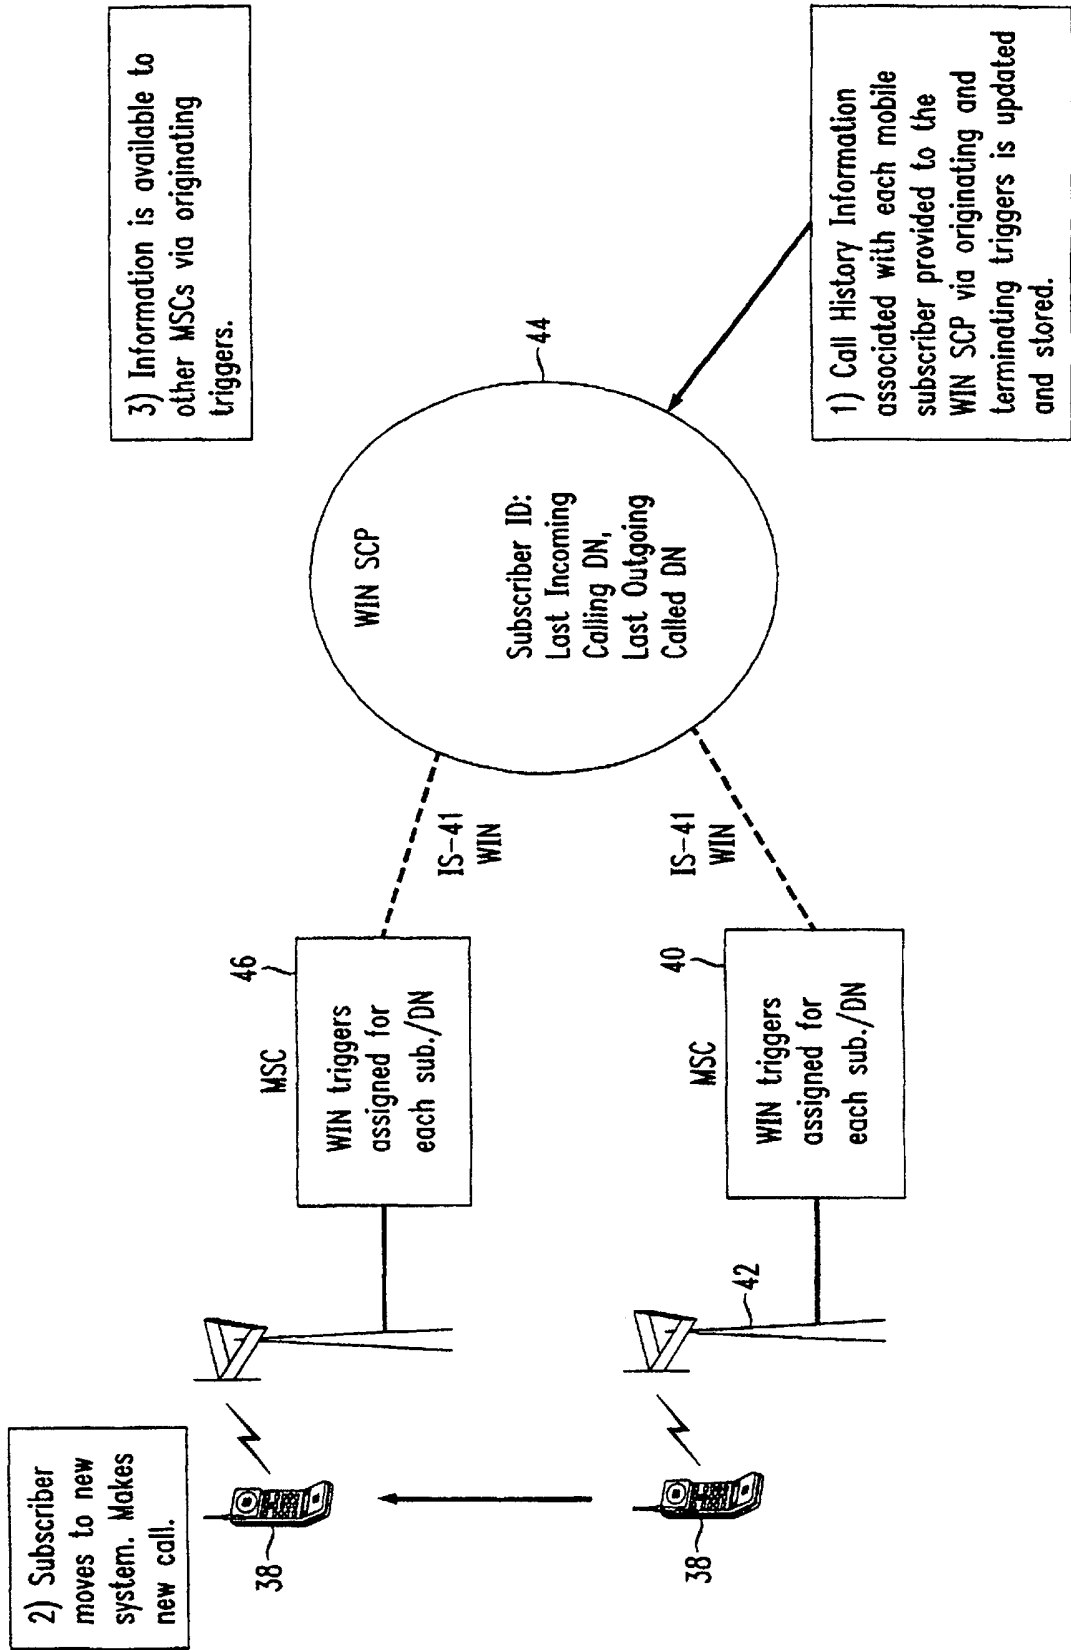 2) Subscriber
moves to new
system. Makes
new call.
38
38
42
MSC
46
WIN triggers
assigned for
each sub./DN
MSC
40
WIN triggers
assigned for
each sub./DN
IS-41
WIN
IS-41
WIN
WIN SCP
44
Subscriber ID:
Last Incoming
Calling DN,
Last Outgoing
Called DN
3) Information is available to
other MSCs via originating
triggers.
1) Call History Information
associated with each mobile
subscriber provided to the
WIN SCP via originating and
terminating triggers is updated
and stored.